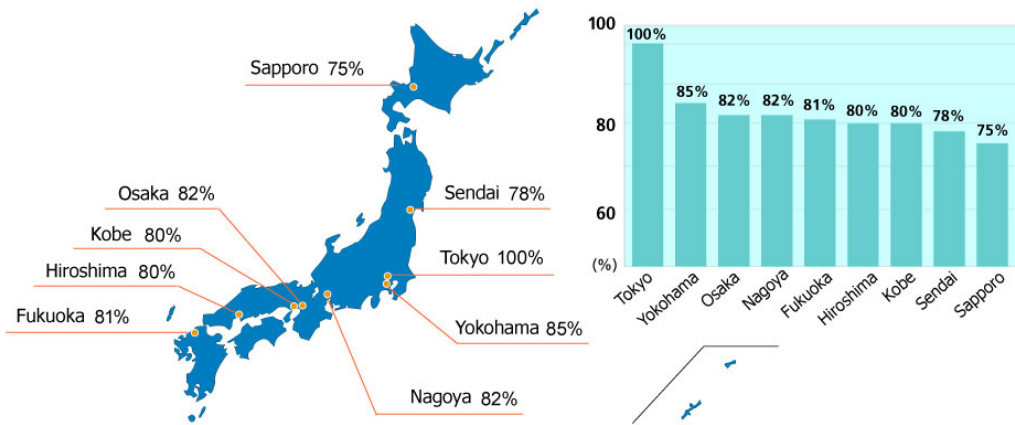 Sapporo 75%
Osaka 82%
Sendai 78%
Kobe 80%
Tokyo 100%
Hiroshima 80%
Fukuoka 81%
Yokohama 85%
Nagoya 82%
100
80
60
(%)
100%
85%
82%
82%
81%
80%
80%
78%
75%
Tokyo
Yokohama
Osaka
Nagoya
Fukuoka
Hiroshima
Kobe
Sendai
Sapporo